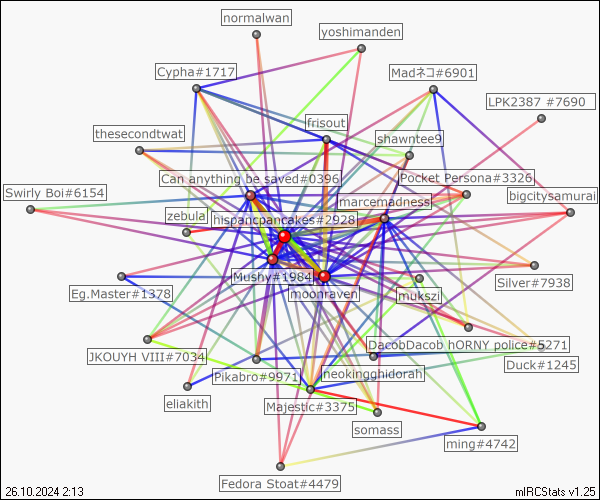 normalwan
yoshimanden
Cypha#1717
Madネコ#6901
LPK2387 #7690
frisout
thesecondtwat
shawntee9
Can anything be saved#0396
Pocket Persona#3326
Swirly Boi#6154
marcemadness
bigcitysamurai
zebula
hispancpancakes#2928
Mushy#1984
Silver#7938
Eg.Master#1378
moonraven
mukszi
JKOUYH VIII#7034
DacobDacob hORNY police#5271
Duck#1245
Pikabro#9971
neokingghidorah
eliakith
Majestic#3375
somass
ming#4742
Fedora Stoat#4479
26.10.2024 2:13
mIRCStats v1.25